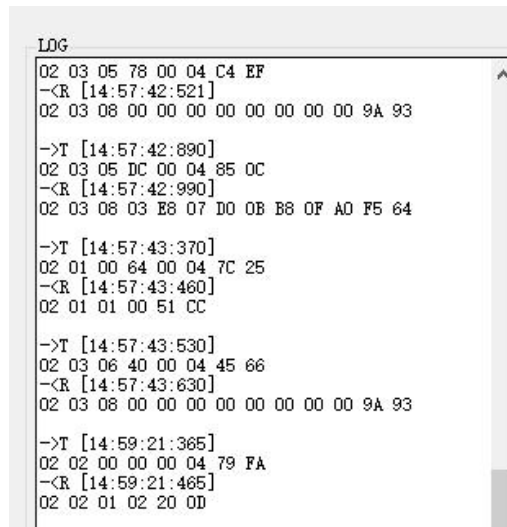 LOG
02 03 05 78 00 04 C4 EF
-<R [14:57:42:521]
02 03 08 00 00 00 00 00 00 00 00 9A 93
->T [14:57:42:890]
02 03 05 DC 00 04 85 0C
-<R [14:57:42:990]
02 03 08 03 E8 07 D0 0B B8 0F A0 F5 64
->T [14:57:43:370]
02 01 00 64 00 04 7C 25
-<R [14:57:43:460]
02 01 01 00 51 CC
->T [14:57:43:530]
02 03 06 40 00 04 45 66
-<R [14:57:43:630]
02 03 08 00 00 00 00 00 00 00 00 9A 93
->T [14:59:21:365]
02 02 00 00 00 04 79 FA
-<R [14:59:21:465]
02 02 01 02 20 0D